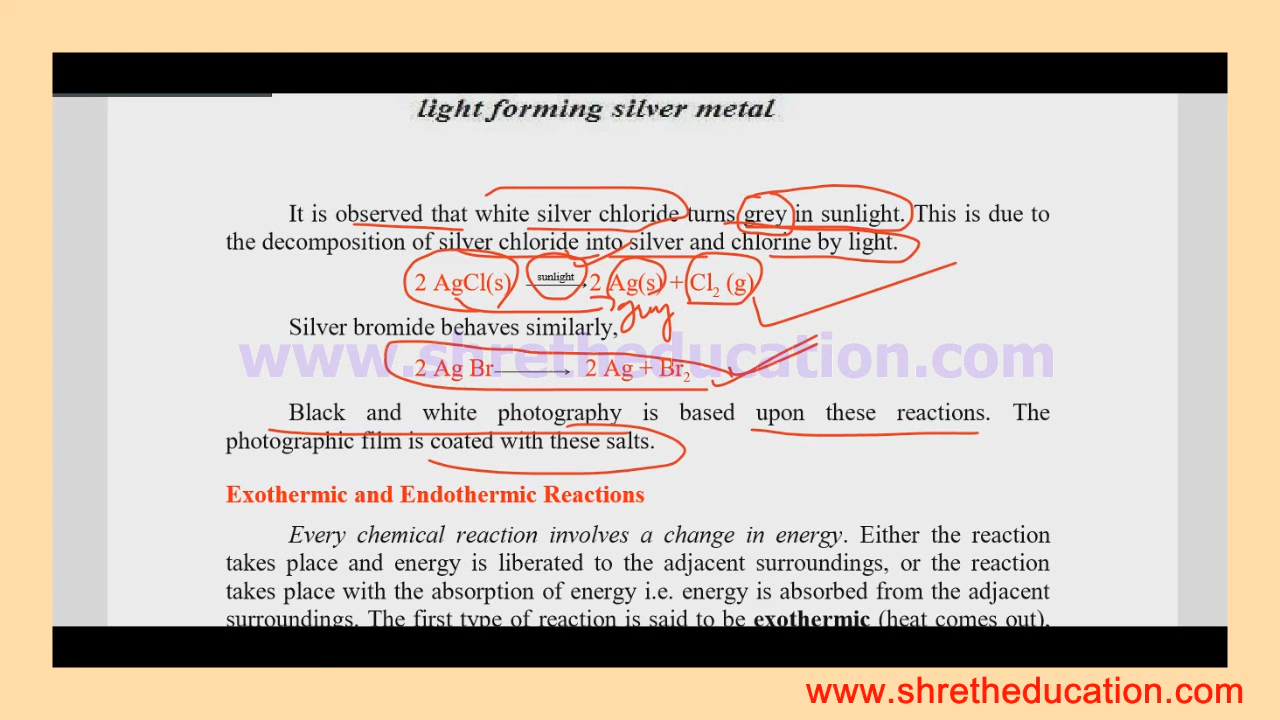 light forming silver metal
It is observed that white silver chloride turns grey in sunlight. This is due to
the decomposition of silver chloride into silver and chlorine by light.
2 AgCl(s) sunlight⟶ 2 Ag(s) + Cl₂ (g)
grey
Silver bromide behaves similarly,
www.shretheducation.com
2 Ag Br ⟶ 2 Ag + Br₂
Black and white photography is based upon these reactions. The
photographic film is coated with these salts.
Exothermic and Endothermic Reactions
Every chemical reaction involves a change in energy. Either the reaction
takes place and energy is liberated to the adjacent surroundings, or the reaction
takes place with the absorption of energy i.e. energy is absorbed from the adjacent
surroundings. The first type of reaction is said to be exothermic (heat comes out).
www.shretheducation.com